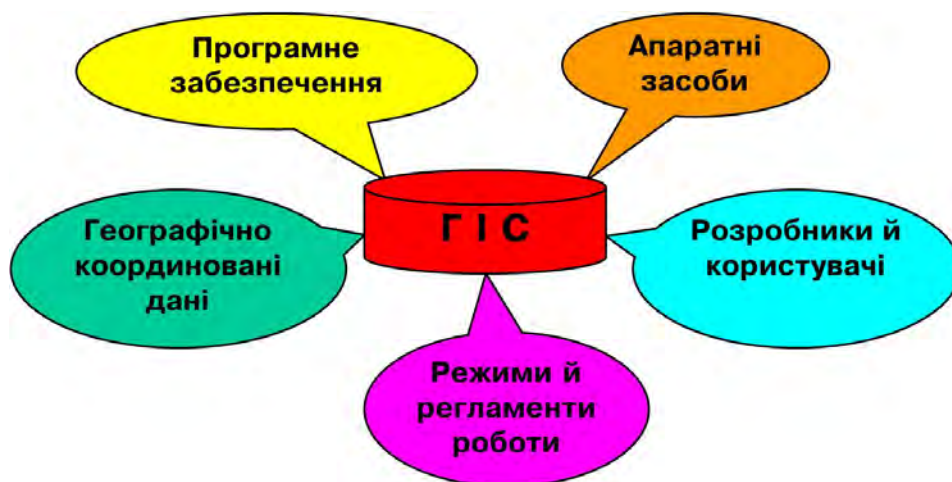 Програмне
забезпечення
Апаратні
засоби
Г І С
Географічно
координовані
дані
Розробники й
користувачі
Режими й
регламенти
роботи